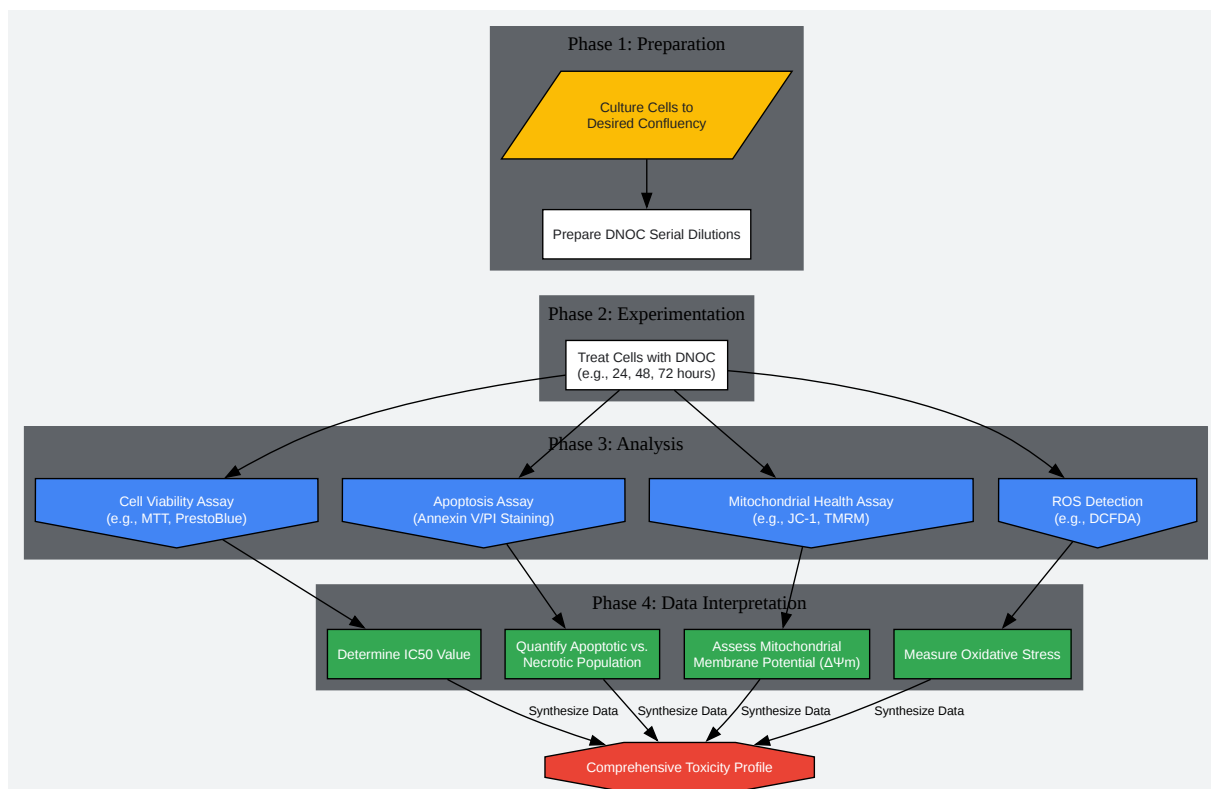 Phase 1: Preparation
Culture Cells to
Desired Confluency
Prepare DNOC Serial Dilutions
Phase 2: Experimentation
Treat Cells with DNOC
(e.g., 24, 48, 72 hours)
Phase 3: Analysis
Cell Viability Assay
(e.g., MTT, PrestoBlue)
Apoptosis Assay
(Annexin V/PI Staining)
Mitochondrial Health Assay
(e.g., JC-1, TMRM)
ROS Detection
(e.g., DCFDA)
Phase 4: Data Interpretation
Determine IC50 Value
Quantify Apoptotic vs.
Necrotic Population
Assess Mitochondrial
Membrane Potential (ΔΨm)
Measure Oxidative Stress
Synthesize Data
Synthesize Data
Synthesize Data
Synthesize Data
Comprehensive Toxicity Profile